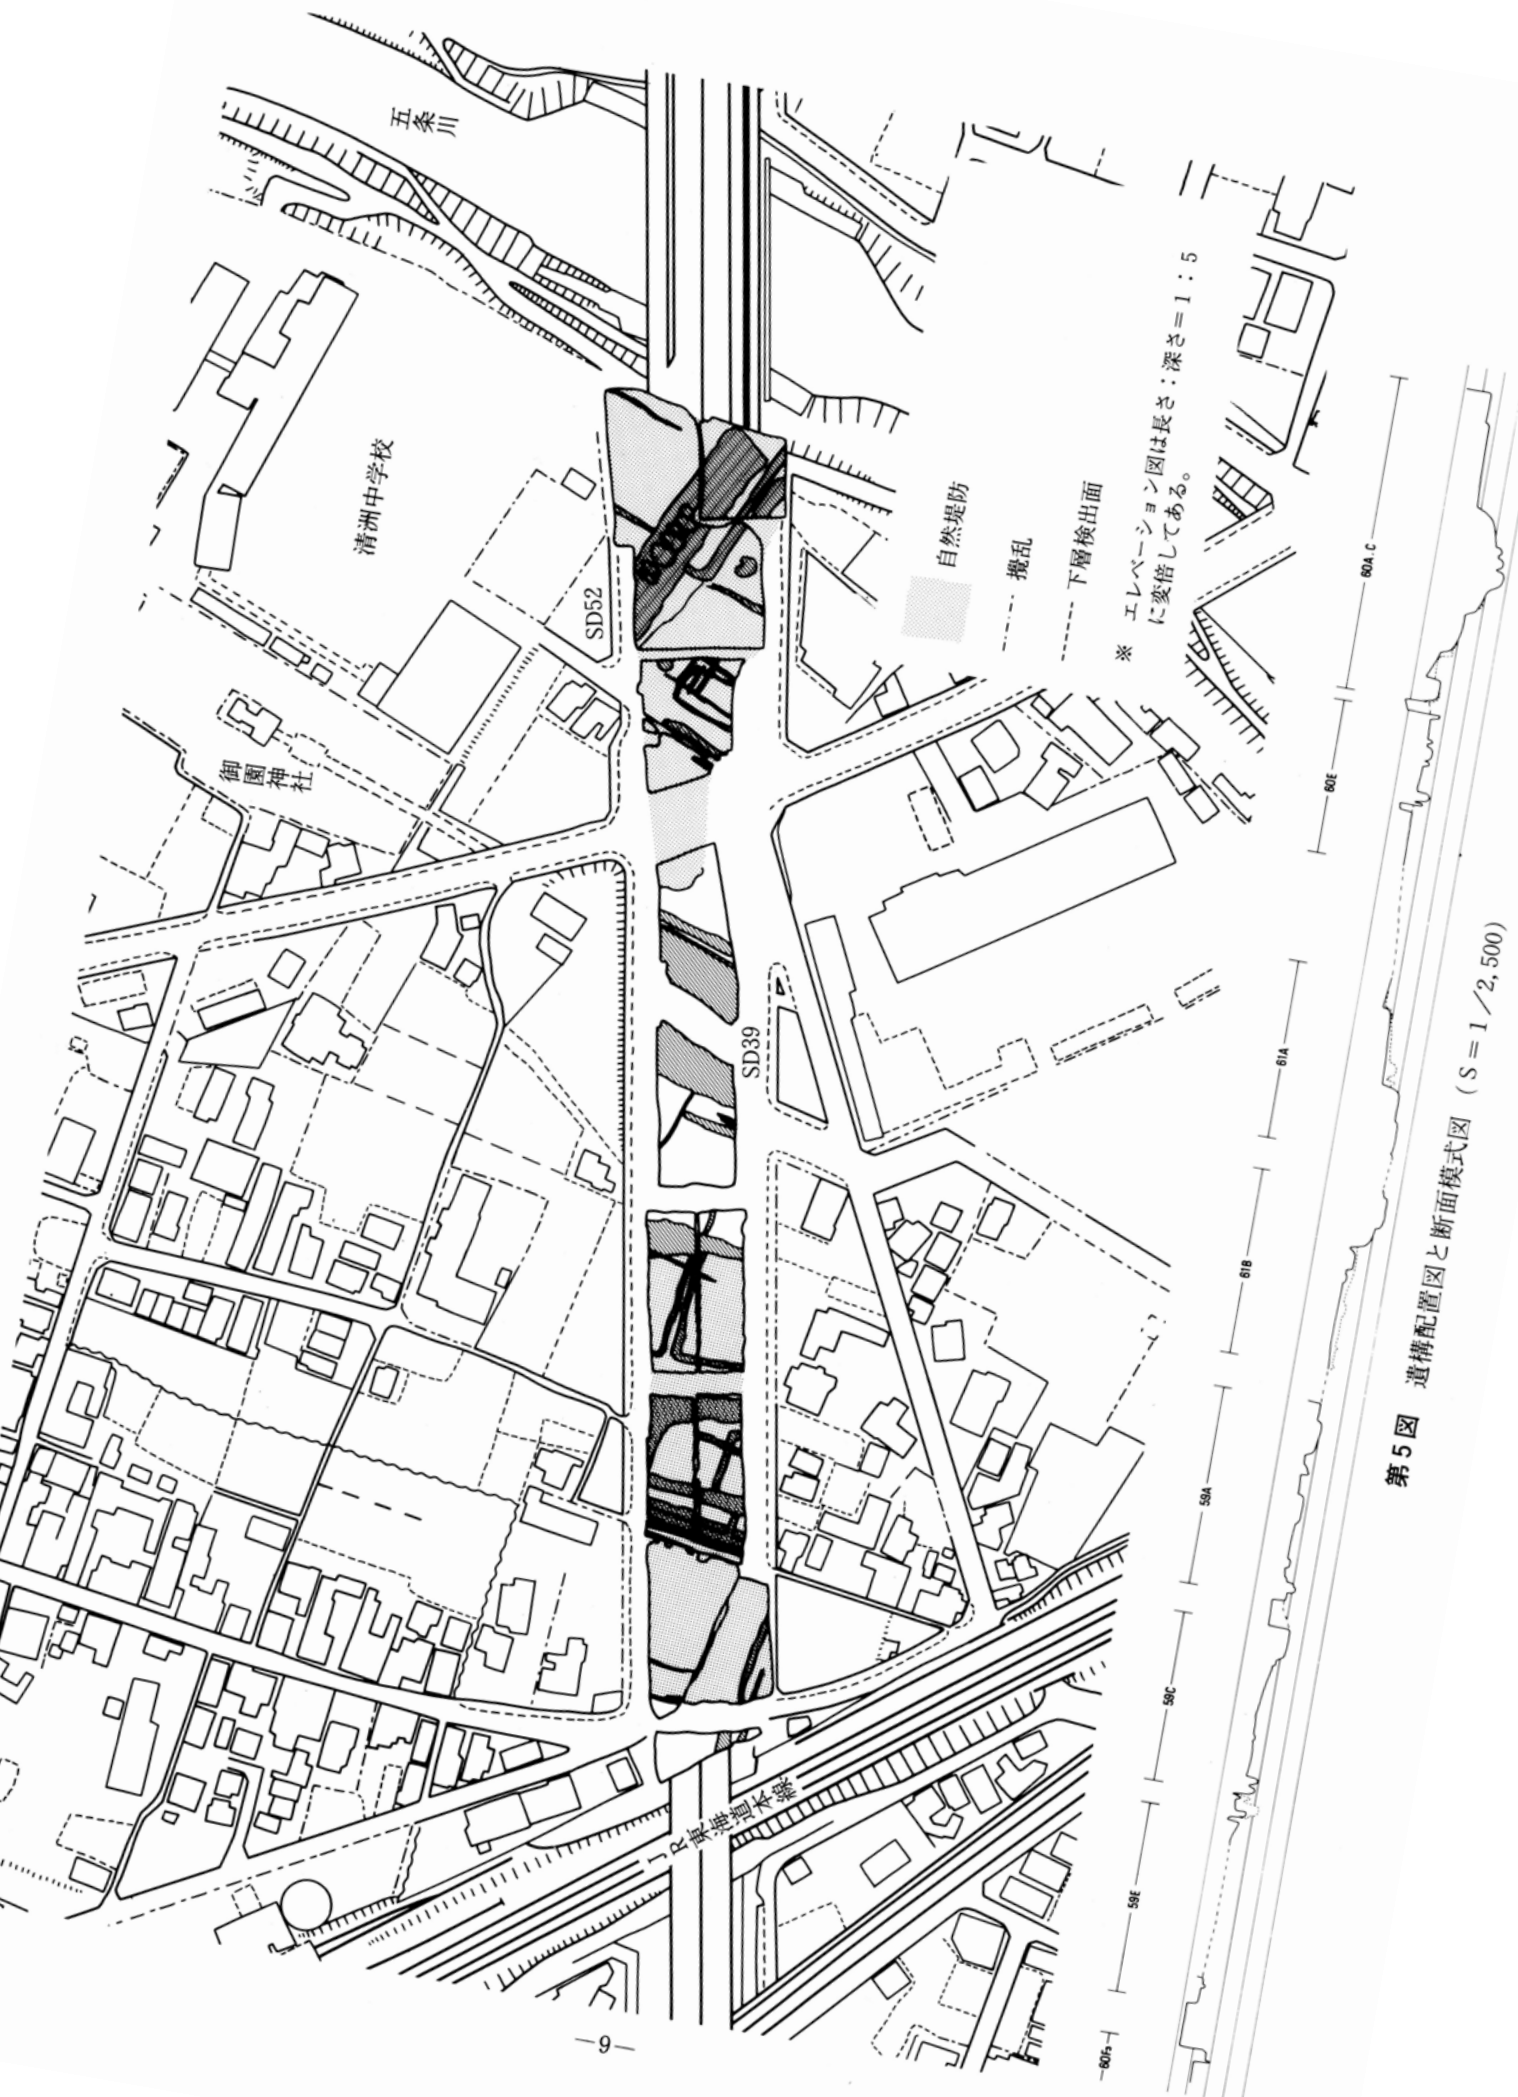 五条川
清洲中学校
御園神社
SD52
SD39
JR東海道本線
自然堤防
攪乱
下層検出面
※ エレベーション図は長さ：深さ＝1：5
に変倍してある。
60F₃
59E
59C
59A
61B
61A
60E
60A.C
第5図 遺構配置図と断面模式図（S＝1／2,500）
—9—